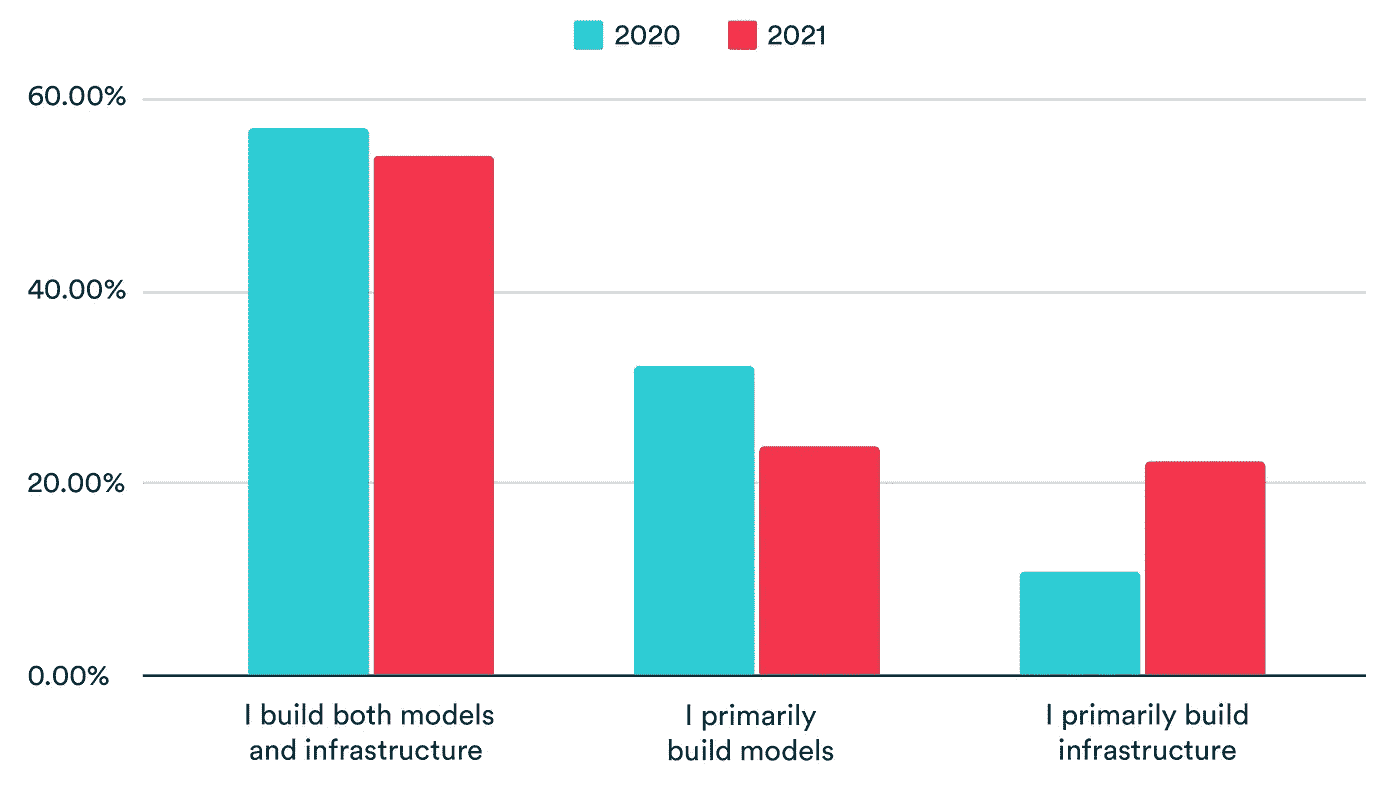 2020 2021
60.00%
40.00%
20.00%
0.00%
I build both models
and infrastructure
I primarily
build models
I primarily build
infrastructure